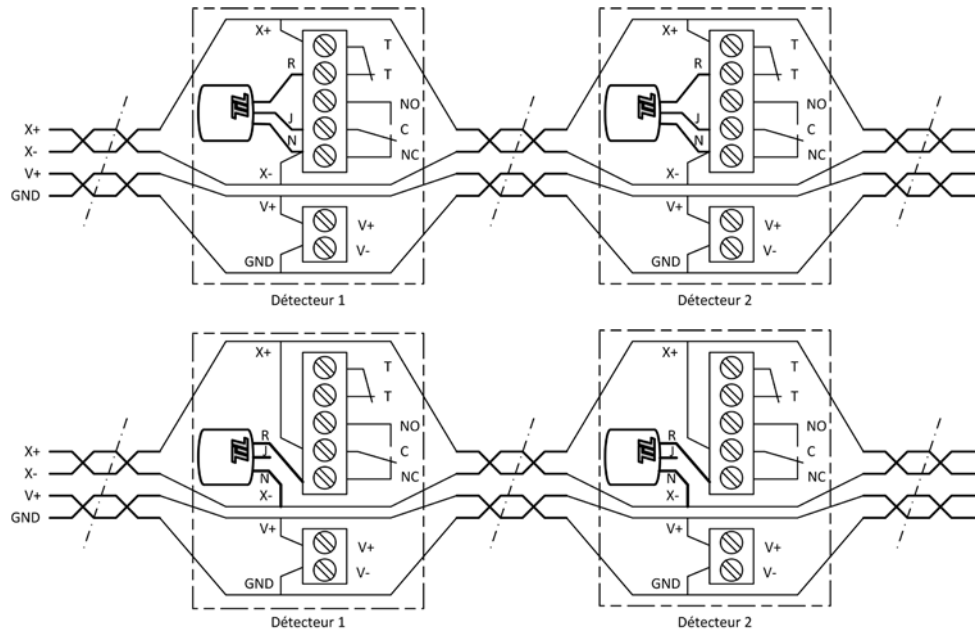 X+
T
R
T
NO
J
C
N
NC
X-
V+
V+
V-
GND
Détecteur 1
X+
T
R
T
NO
J
C
N
NC
X-
V+
V+
V-
GND
Détecteur 2
X+
X-
V+
GND
X+
T
T
NO
R
J
C
N
NC
X-
V+
V+
V-
GND
Détecteur 1
X+
T
T
NO
R
J
C
N
NC
X-
V+
V+
V-
GND
Détecteur 2
X+
X-
V+
GND